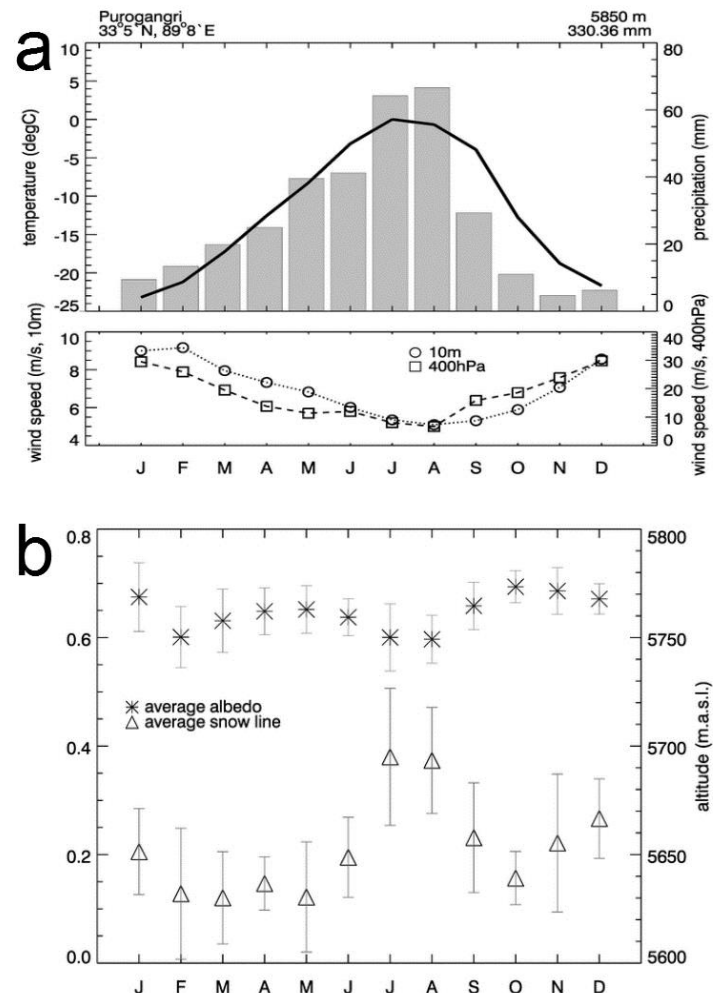 a
Purogangri
33°5`N, 89°8`E
5850 m
330.36 mm
10
5
0
-5
-10
-15
-20
-25
temperature (degC)
80
60
40
20
0
precipitation (mm)
10
8
6
4
wind speed (m/s, 10m)
10m
400hPa
40
30
20
10
0
wind speed (m/s, 400hPa)
J F M A M J J A S O N D
b
0.8
0.6
0.4
0.2
0.0
average albedo
average snow line
5800
5750
5700
5650
5600
altitude (m.a.s.l.)
J F M A M J J A S O N D